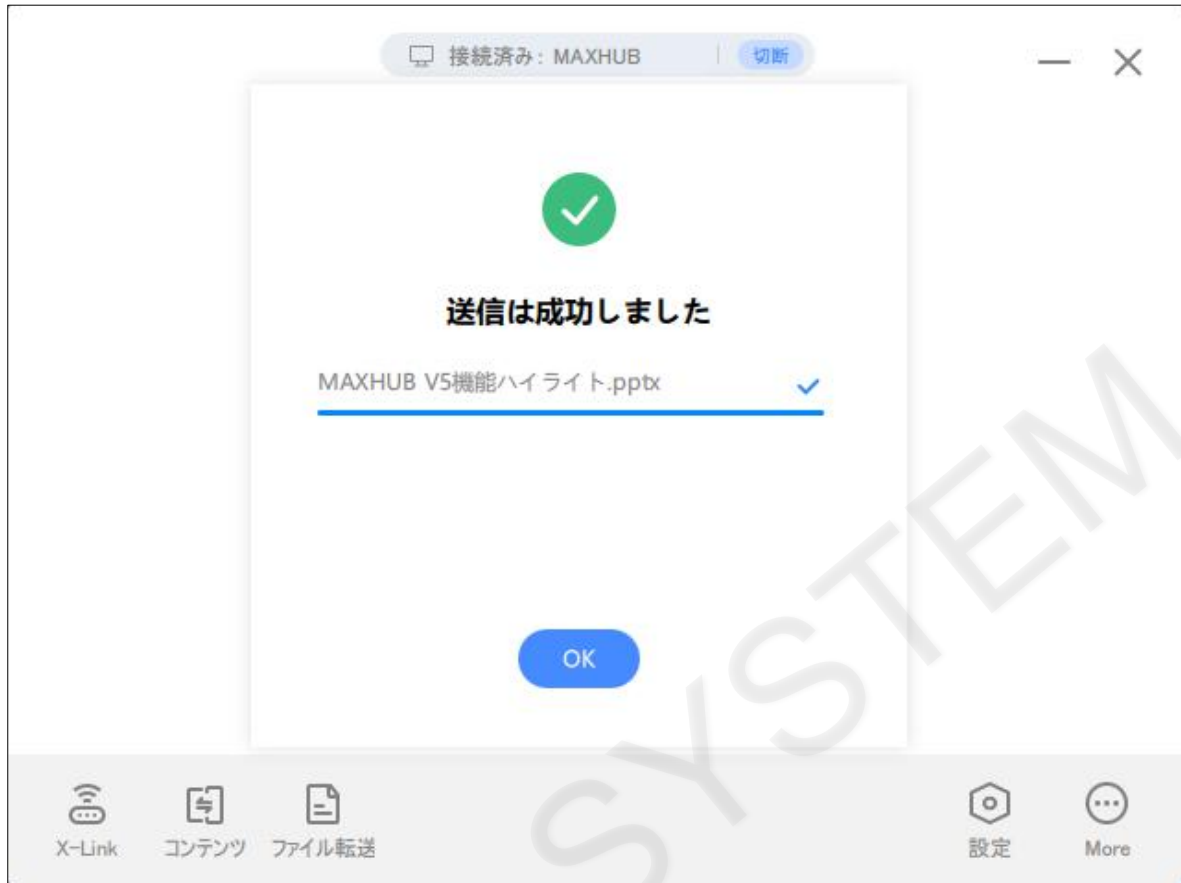 接続済み: MAXHUB
切断
送信は成功しました
MAXHUB V5機能ハイライト.pptx
OK
SYSTEM
X-Link
コンテンツ
ファイル転送
設定
More